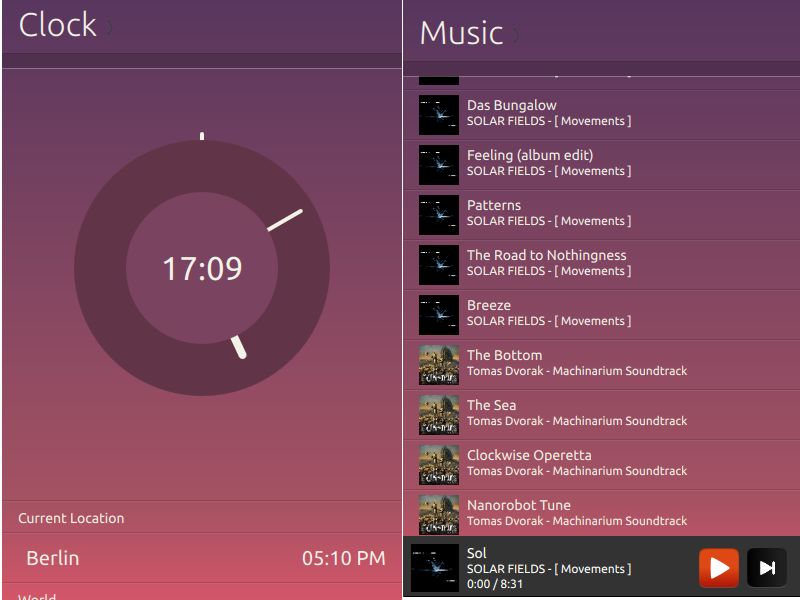 Clock
17:09
Current Location
Berlin 05:10 PM
World
Music
Das Bungalow
SOLAR FIELDS - [ Movements ]
Feeling (album edit)
SOLAR FIELDS - [ Movements ]
Patterns
SOLAR FIELDS - [ Movements ]
The Road to Nothingness
SOLAR FIELDS - [ Movements ]
Breeze
SOLAR FIELDS - [ Movements ]
The Bottom
Tomas Dvorak - Machinarium Soundtrack
The Sea
Tomas Dvorak - Machinarium Soundtrack
Clockwise Operetta
Tomas Dvorak - Machinarium Soundtrack
Nanorobot Tune
Tomas Dvorak - Machinarium Soundtrack
Sol
SOLAR FIELDS - [ Movements ]
0:00 / 8:31